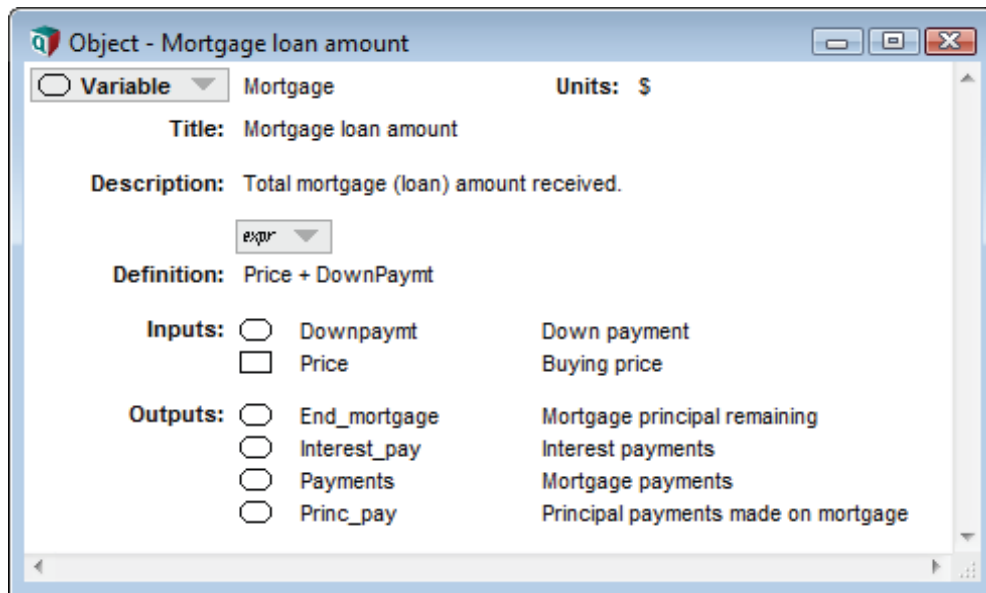 Object - Mortgage loan amount
Variable Mortgage Units: $
Title: Mortgage loan amount
Description: Total mortgage (loan) amount received.
expr
Definition: Price + DownPaymt
Inputs: Downpaymt Down payment
Price Buying price
Outputs: End_mortgage Mortgage principal remaining
Interest_pay Interest payments
Payments Mortgage payments
Princ_pay Principal payments made on mortgage